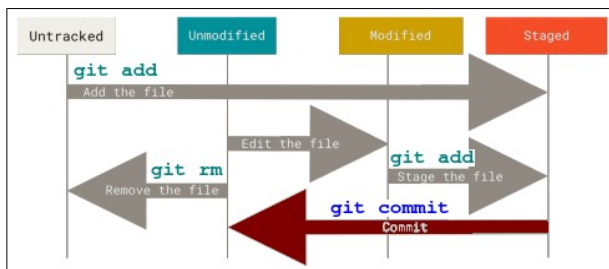 Untracked
Unmodified
Modified
Staged
git add
Add the file
Edit the file
git add
git rm
Stage the file
Remove the file
git commit
Commit